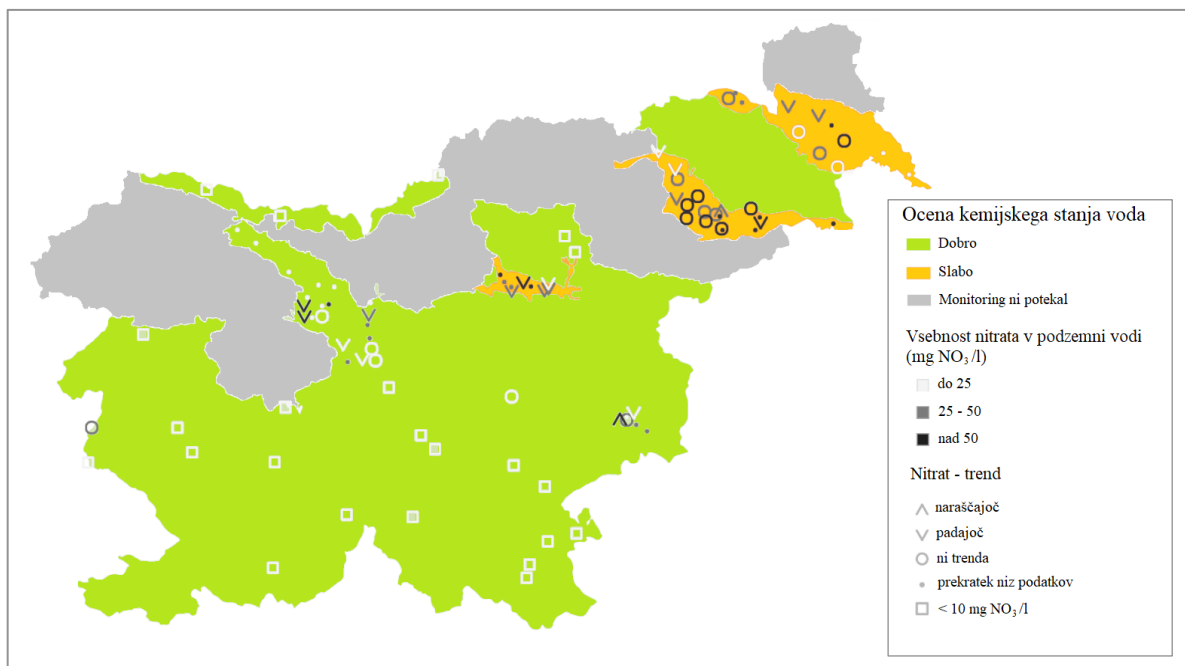 Ocena kemijskega stanja voda
Dobro
Slabo
Monitoring ni potekal
Vsebnost nitrata v podzemni vodi
(mg NO₃ /l)
do 25
25 - 50
nad 50
Nitrat - trend
naraščajoč
padajoč
ni trenda
prekratek niz podatkov
< 10 mg NO₃ /l